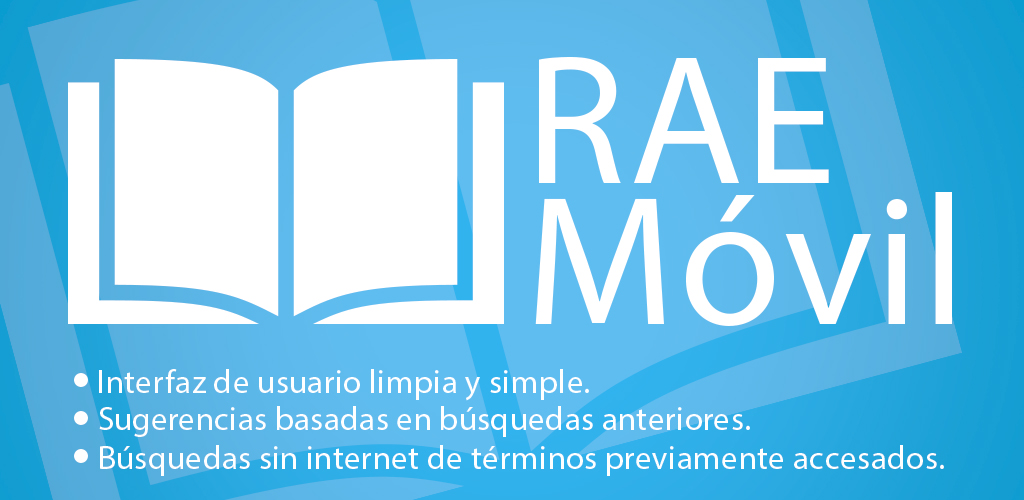 RAE
Móvil
• Interfaz de usuario limpia y simple.
• Sugerencias basadas en búsquedas anteriores.
• Búsquedas sin internet de términos previamente accesados.